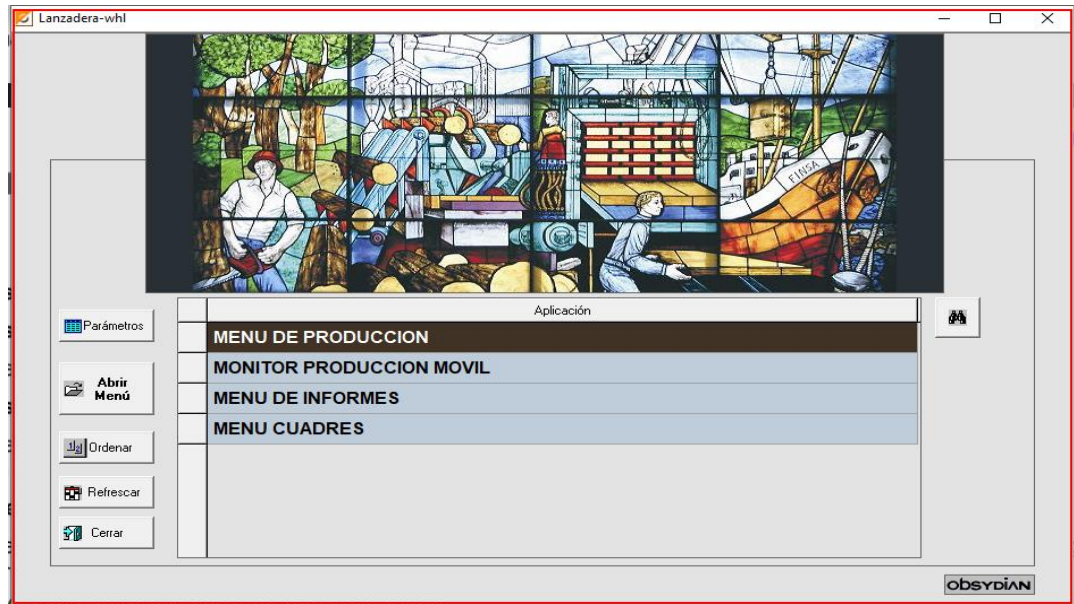 Lanzadera-whl
FINSA
Aplicación
Parámetros
MENU DE PRODUCCION
MONITOR PRODUCCION MOVIL
Abrir
Menú
MENU DE INFORMES
MENU CUADRES
Ordenar
Refrescar
Cerrar
OBSYDIAN